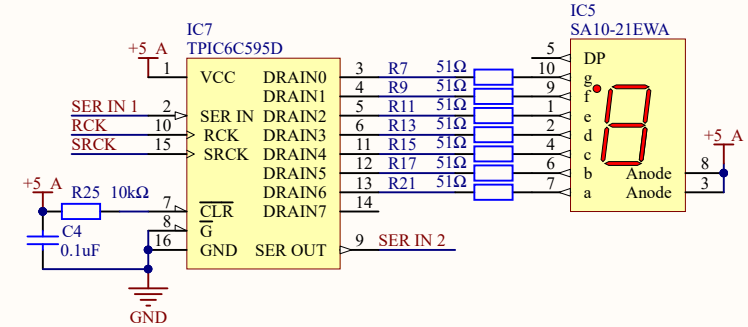 IC5
SA10-21EWA
IC7
TPIC6C595D
+5_A
1 VCC DRAIN0 3 R7 51Ω 10 g
DRAIN1 4 R9 51Ω 9 f
5 DP
2 SER IN DRAIN2 5 R11 51Ω 1 e
SER IN 1
10 RCK DRAIN3 6 R13 51Ω 2 d
RCK
15 SRCK DRAIN4 11 R15 51Ω 4 c
SRCK
DRAIN5 12 R17 51Ω 6 b Anode 8
+5_A
DRAIN6 13 R21 51Ω 7 a Anode 3
+5_A
R25 10kΩ 7 CLR DRAIN7 14
8 G
C4
0.1uF
16 GND SER OUT 9 SER IN 2
GND